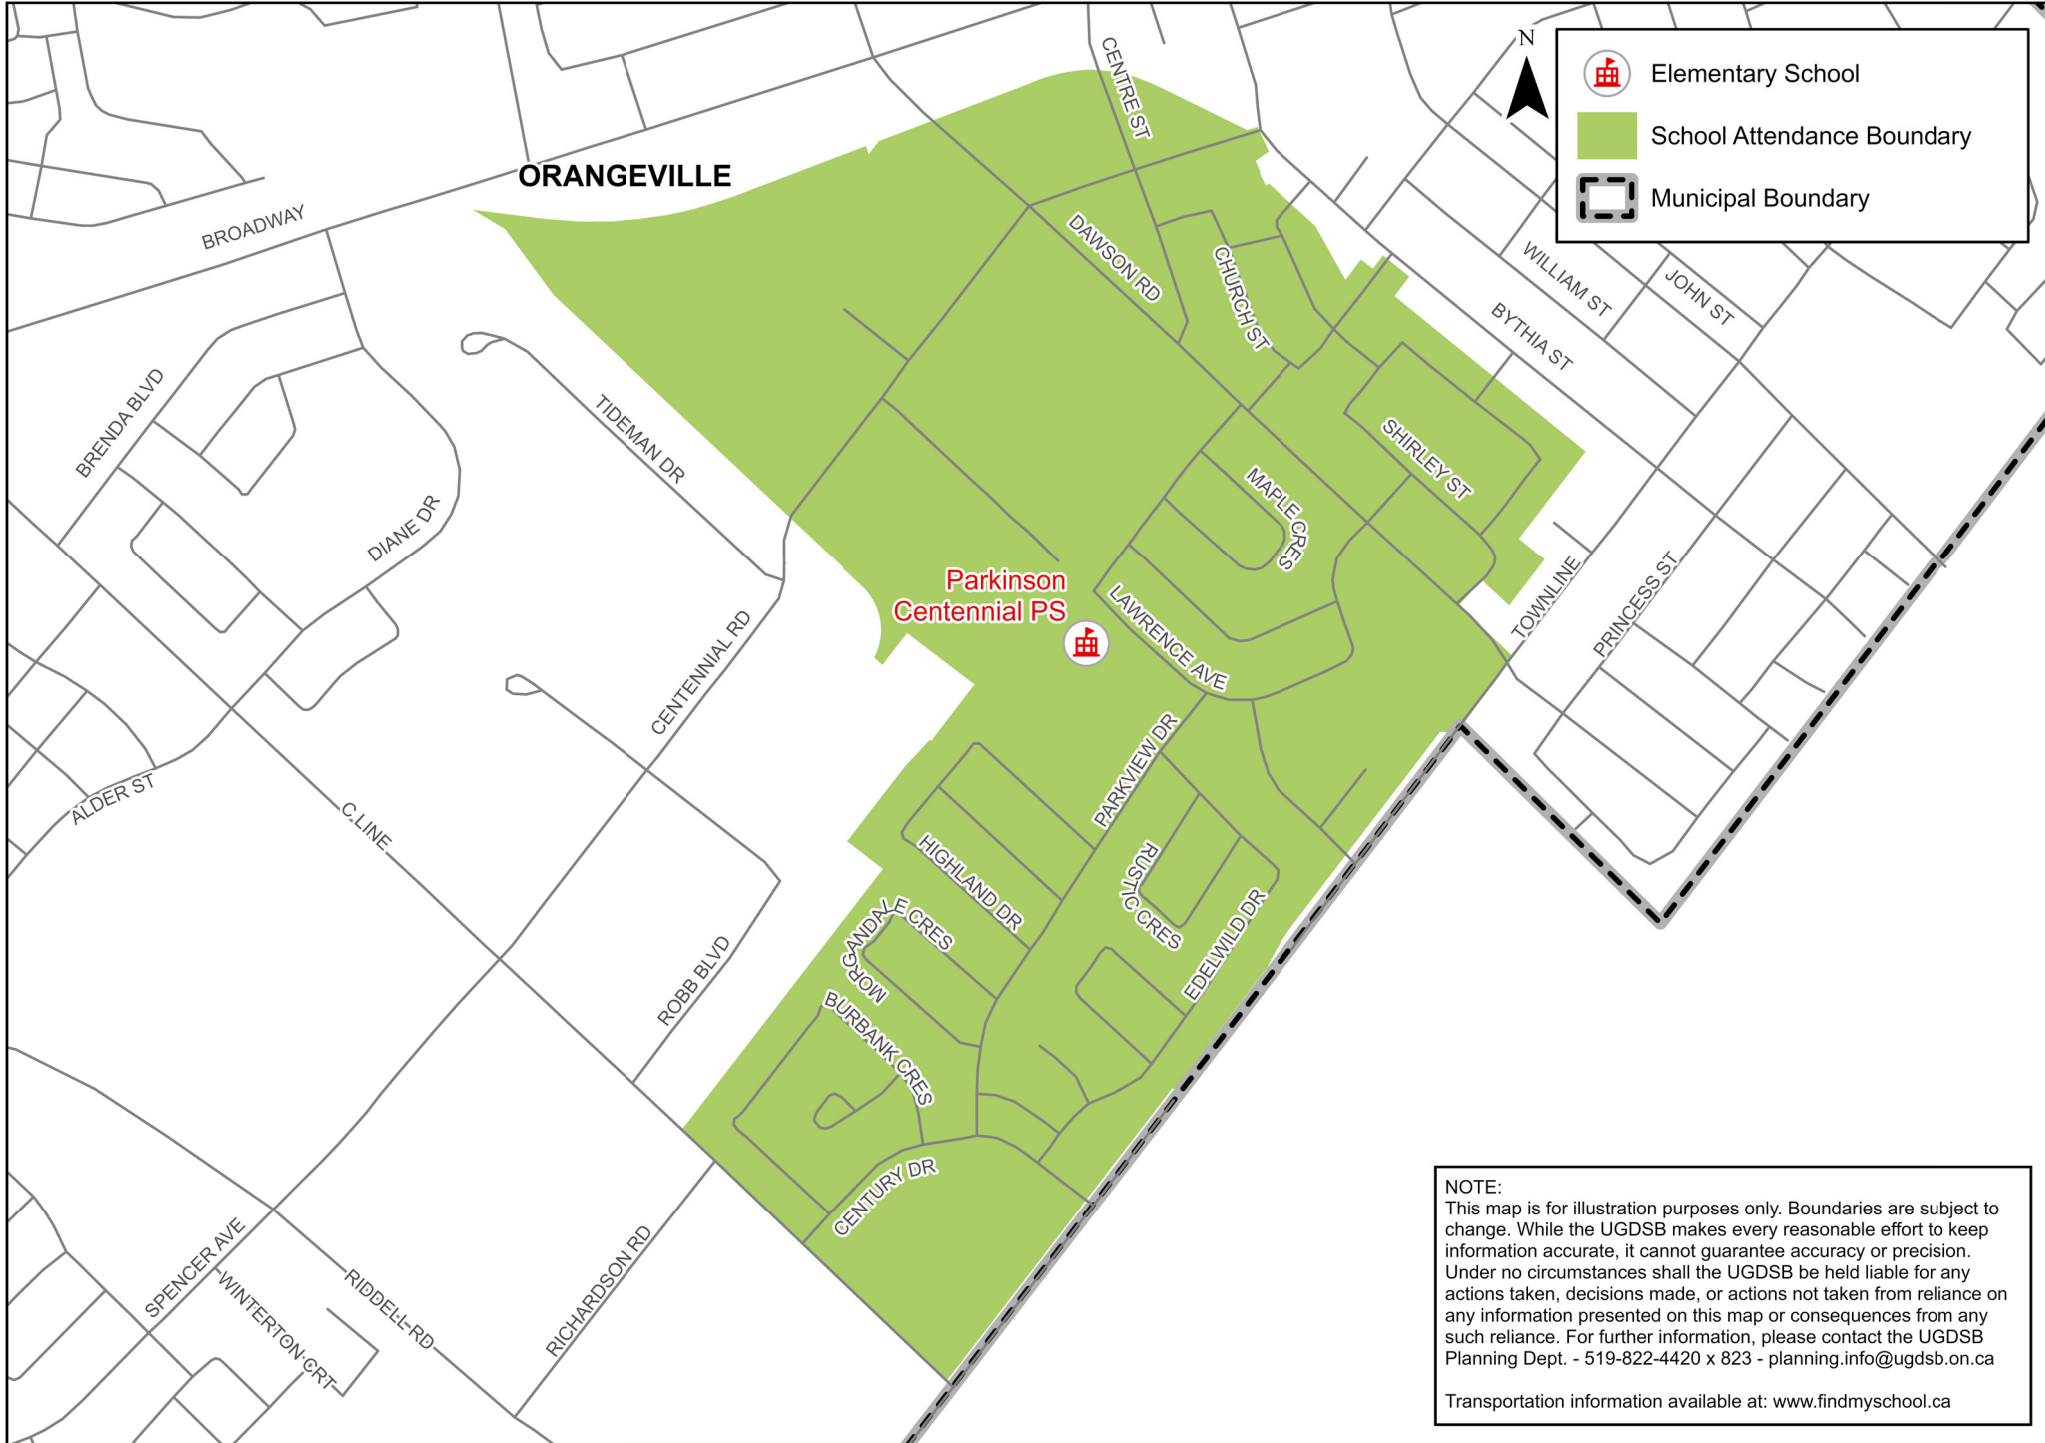 N
Elementary School
School Attendance Boundary
Municipal Boundary
ORANGEVILLE
BROADWAY
CENTRE ST
DAWSON RD
CHURCH ST
WILLIAM ST
JOHN ST
BYTHIA ST
BRENDA BLVD
TIDEMAN DR
SHIRLEY ST
MAPLE CRES
DIANE DR
Parkinson
Centennial PS
LAWRENCE AVE
TOWNLINE
PRINCESS ST
CENTENNIAL RD
PARKVIEW DR
ALDER ST
C LINE
HIGHLAND DR
RUSTIC CRES
MORGANDALE CRES
EDELWILD DR
ROBB BLVD
BURBANK CRES
CENTURY DR
SPENCER AVE
WINTERTON CRT
RIDDELL RD
RICHARDSON RD
NOTE:
This map is for illustration purposes only. Boundaries are subject to
change. While the UGDSB makes every reasonable effort to keep
information accurate, it cannot guarantee accuracy or precision.
Under no circumstances shall the UGDSB be held liable for any
actions taken, decisions made, or actions not taken from reliance on
any information presented on this map or consequences from any
such reliance. For further information, please contact the UGDSB
Planning Dept. - 519-822-4420 x 823 - planning.info@ugdsb.on.ca
Transportation information available at: www.findmyschool.ca